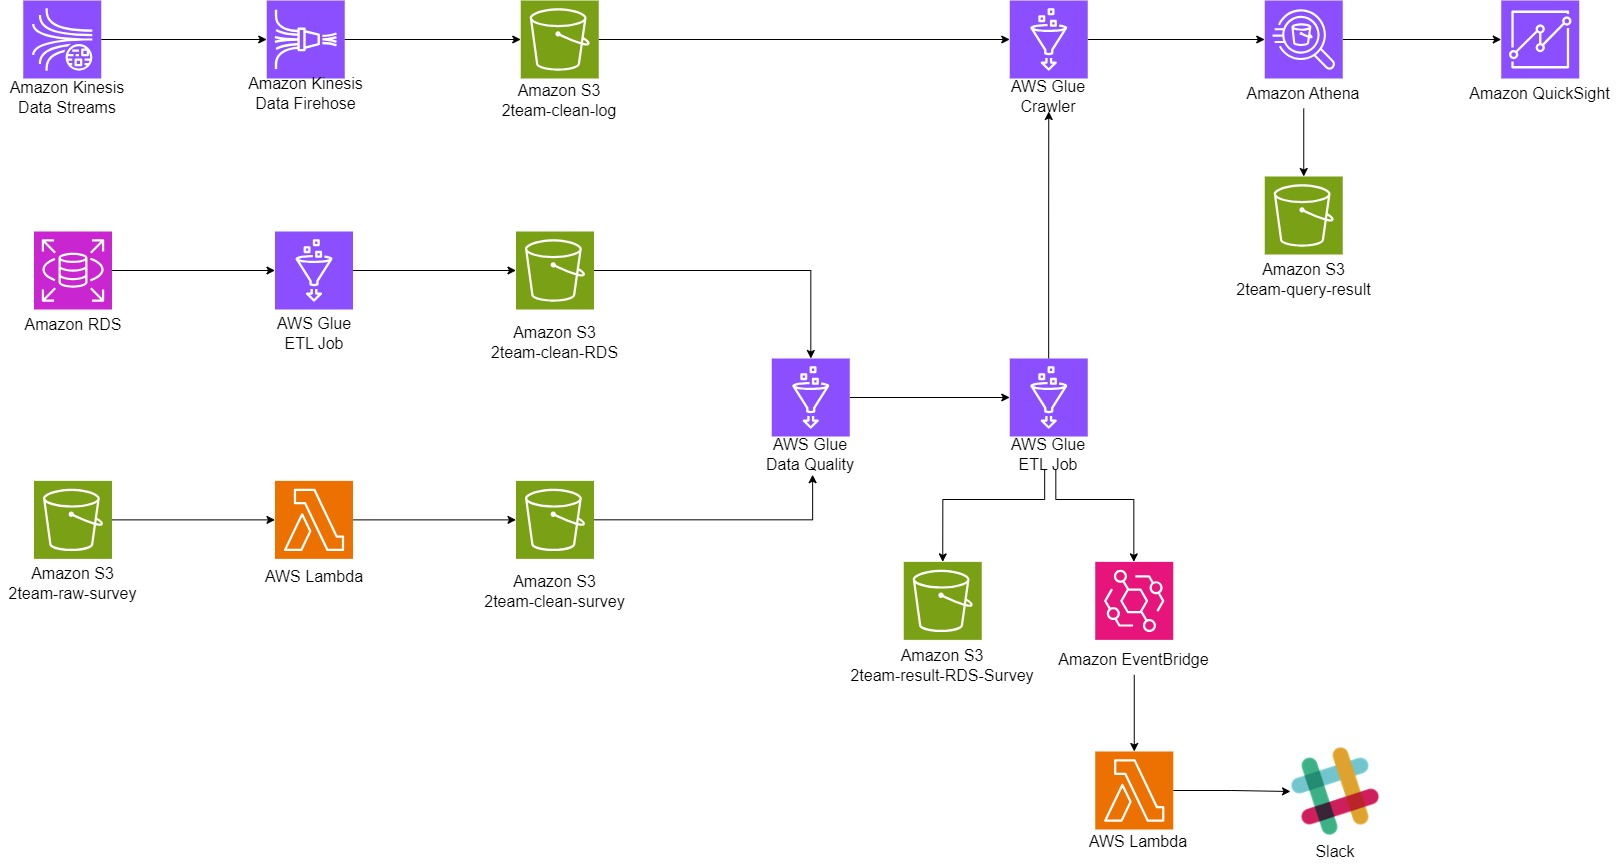 Amazon Kinesis
Data Streams
Amazon Kinesis
Data Firehose
Amazon S3
2team-clean-log
AWS Glue
Crawler
Amazon Athena
Amazon QuickSight
Amazon S3
2team-query-result
Amazon RDS
AWS Glue
ETL Job
Amazon S3
2team-clean-RDS
AWS Glue
Data Quality
AWS Glue
ETL Job
Amazon S3
2team-raw-survey
AWS Lambda
Amazon S3
2team-clean-survey
Amazon S3
2team-result-RDS-Survey
Amazon EventBridge
AWS Lambda
Slack